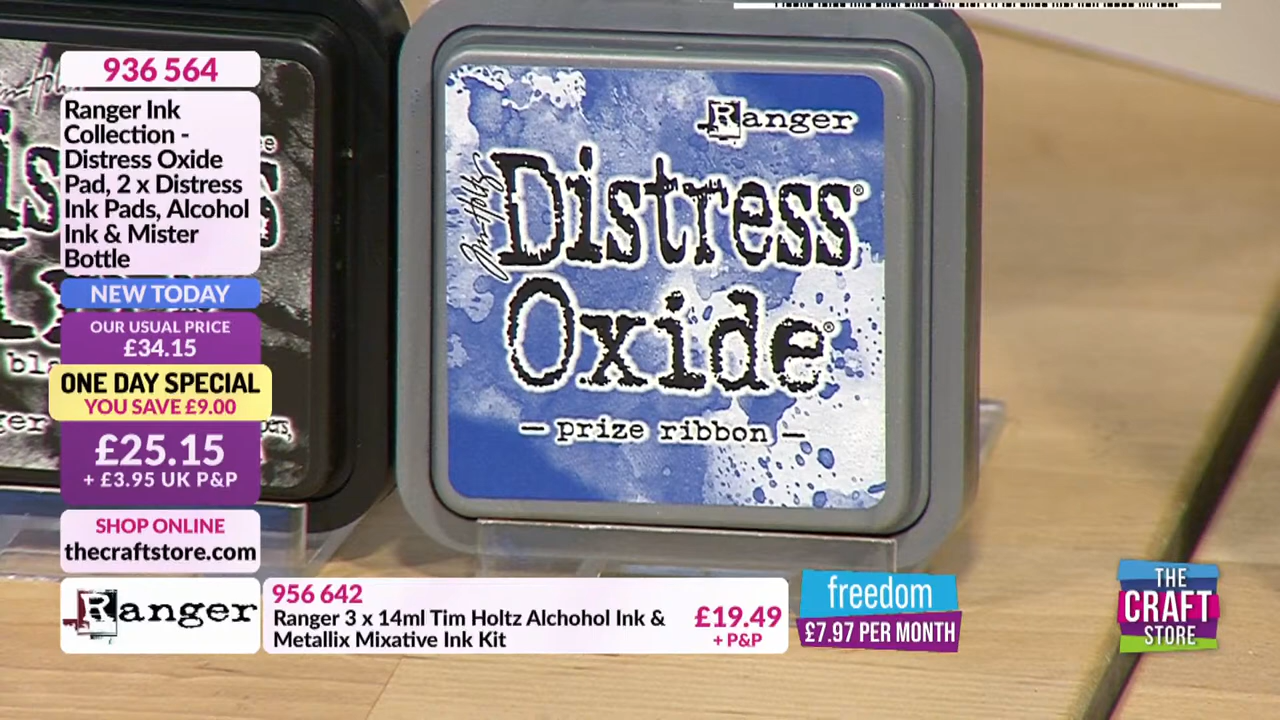 936 564
Ranger Ink
Collection -
Distress Oxide
Pad, 2 x Distress
Ink Pads, Alcohol
Ink & Mister
Bottle
NEW TODAY
OUR USUAL PRICE
£34.15
ONE DAY SPECIAL
YOU SAVE £9.00
£25.15
+ £3.95 UK P&P
SHOP ONLINE
thecraftstore.com
Ranger
Tim Holtz
Distress®
Oxide®
— prize ribbon —
Ranger
956 642
Ranger 3 x 14ml Tim Holtz Alchohol Ink &
Metallix Mixative Ink Kit
£19.49
+ P&P
freedom
£7.97 PER MONTH
THE
CRAFT
STORE